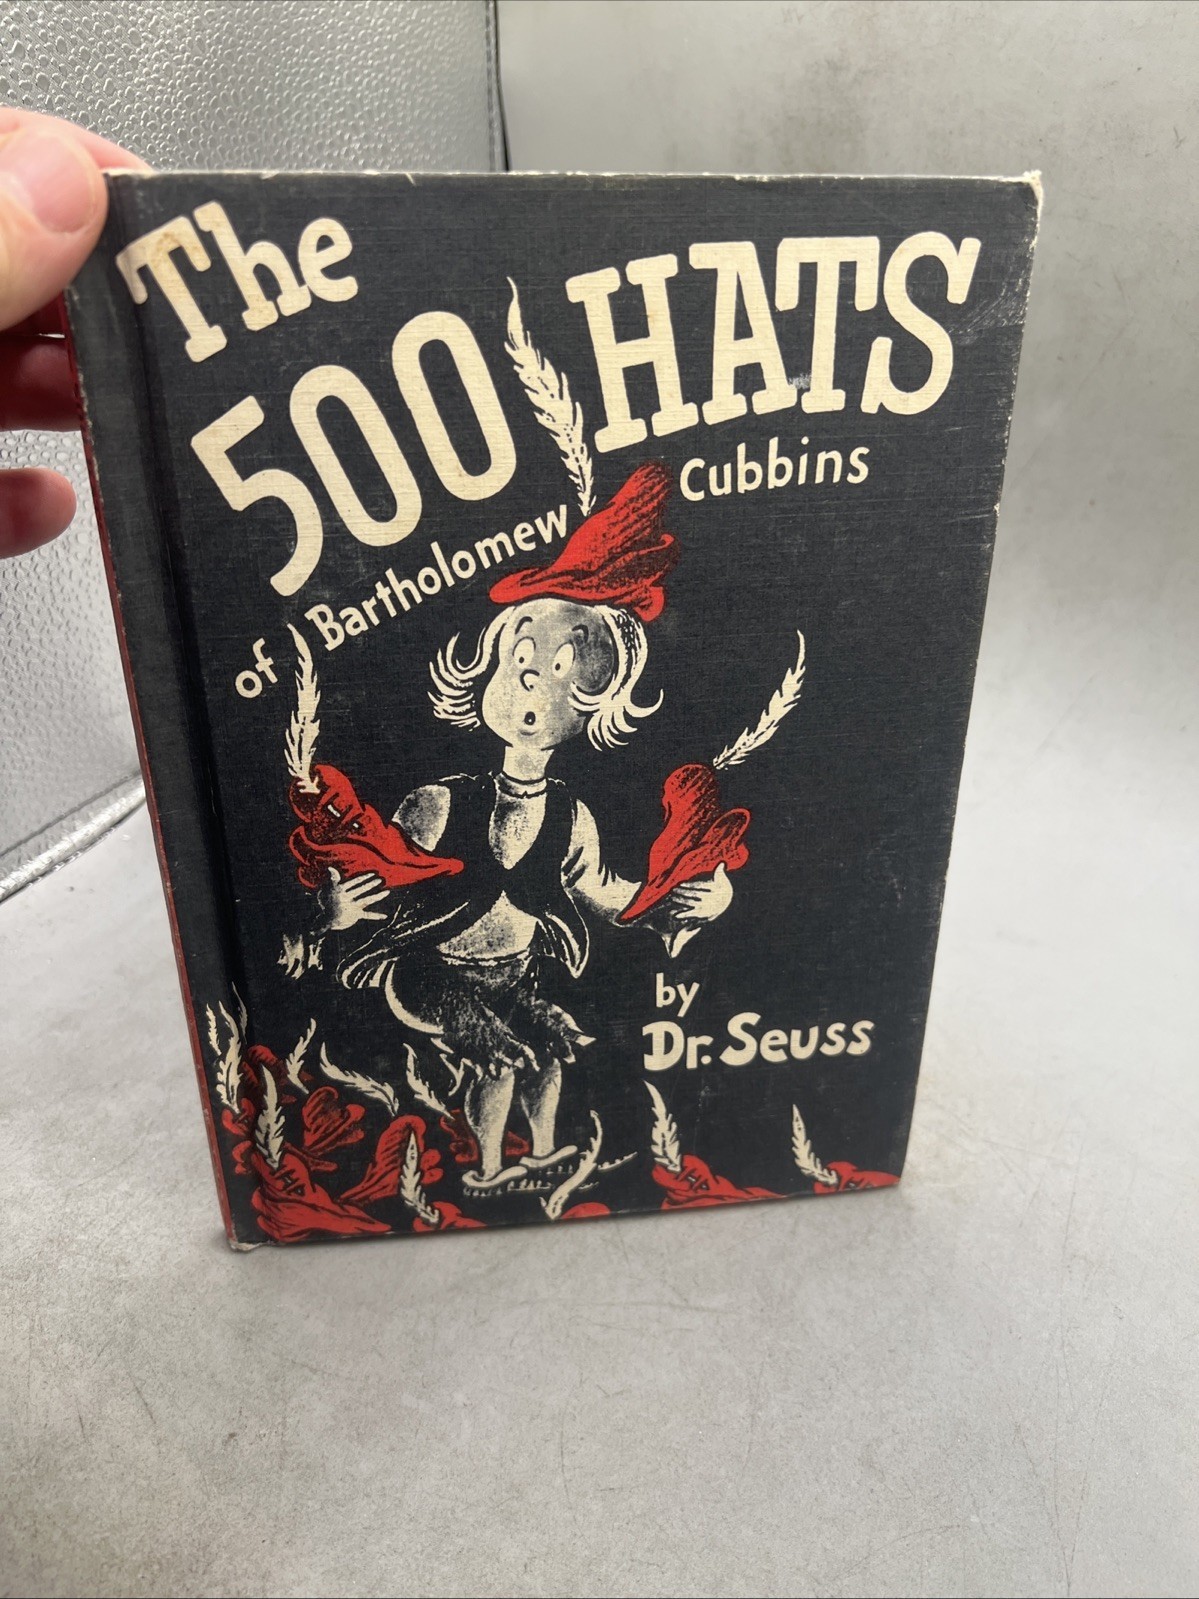 The
500 HATS
of Bartholomew Cubbins
by
Dr. Seuss